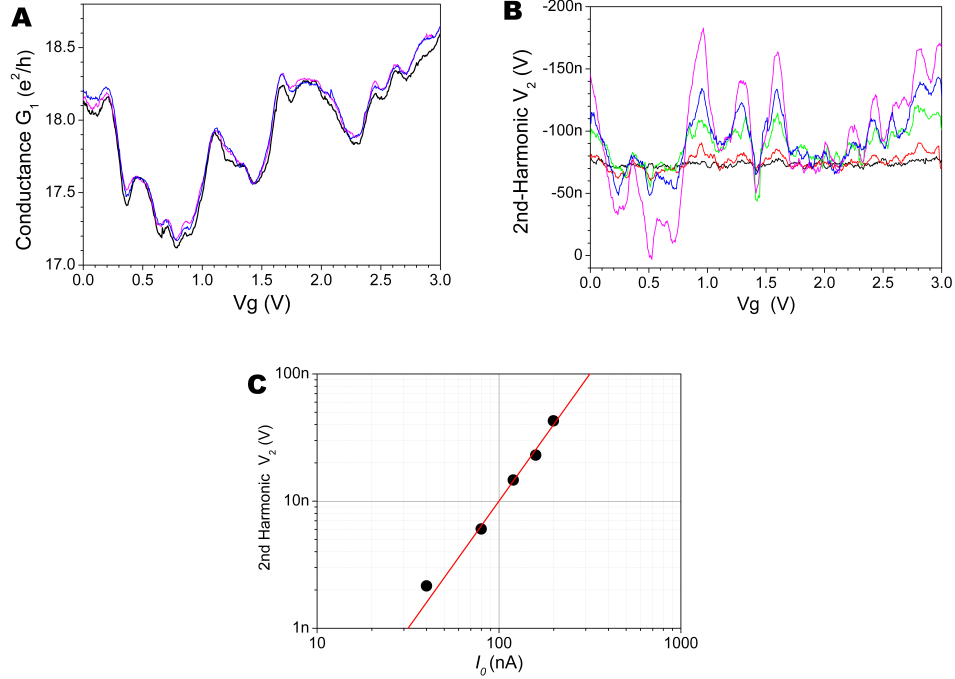 A
Conductance G1 (e2/h)
18.5
18.0
17.5
17.0
0.0 0.5 1.0 1.5 2.0 2.5 3.0
Vg (V)
B
2nd-Harmonic V2 (V)
-200n
-150n
-100n
-50n
0
0.0 0.5 1.0 1.5 2.0 2.5 3.0
Vg (V)
C
2nd Harmonic V2 (V)
100n
10n
1n
10 100 1000
I0 (nA)